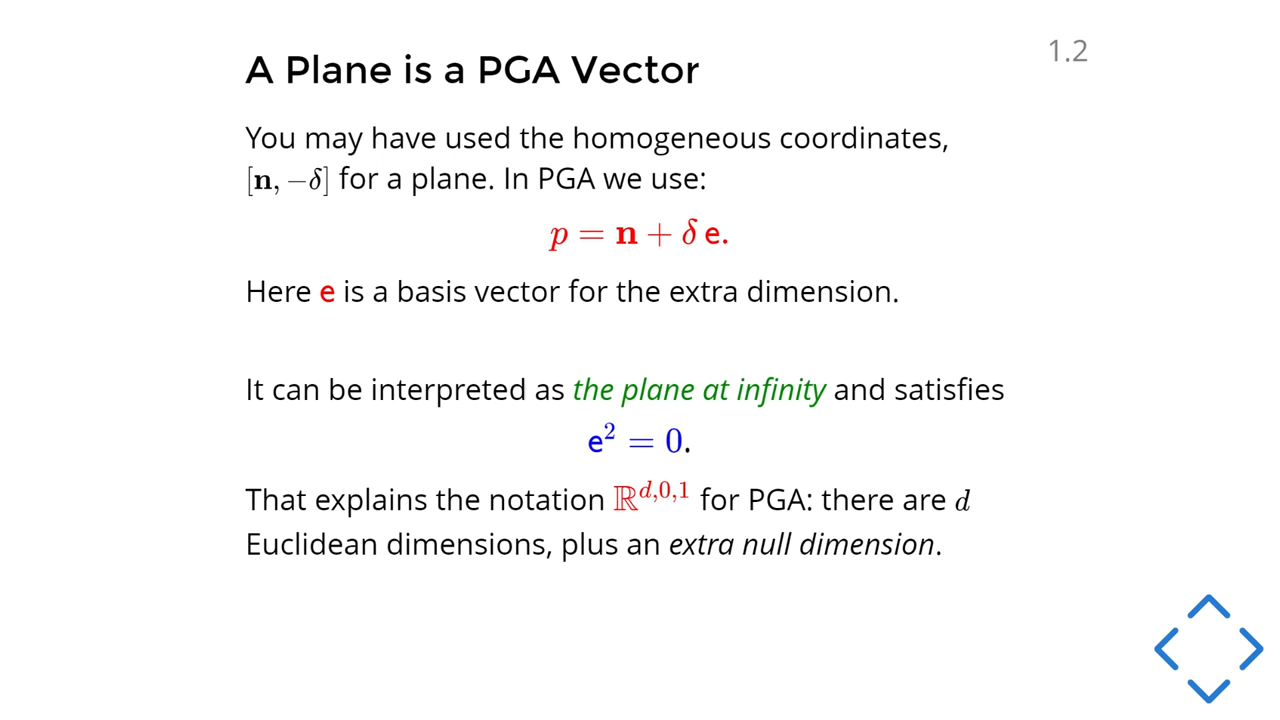 A Plane is a PGA Vector
1.2
You may have used the homogeneous coordinates,
[n, −δ] for a plane. In PGA we use:
p = n + δ e.
Here e is a basis vector for the extra dimension.
It can be interpreted as the plane at infinity and satisfies
e² = 0.
That explains the notation ℝ^{d,0,1} for PGA: there are d
Euclidean dimensions, plus an extra null dimension.